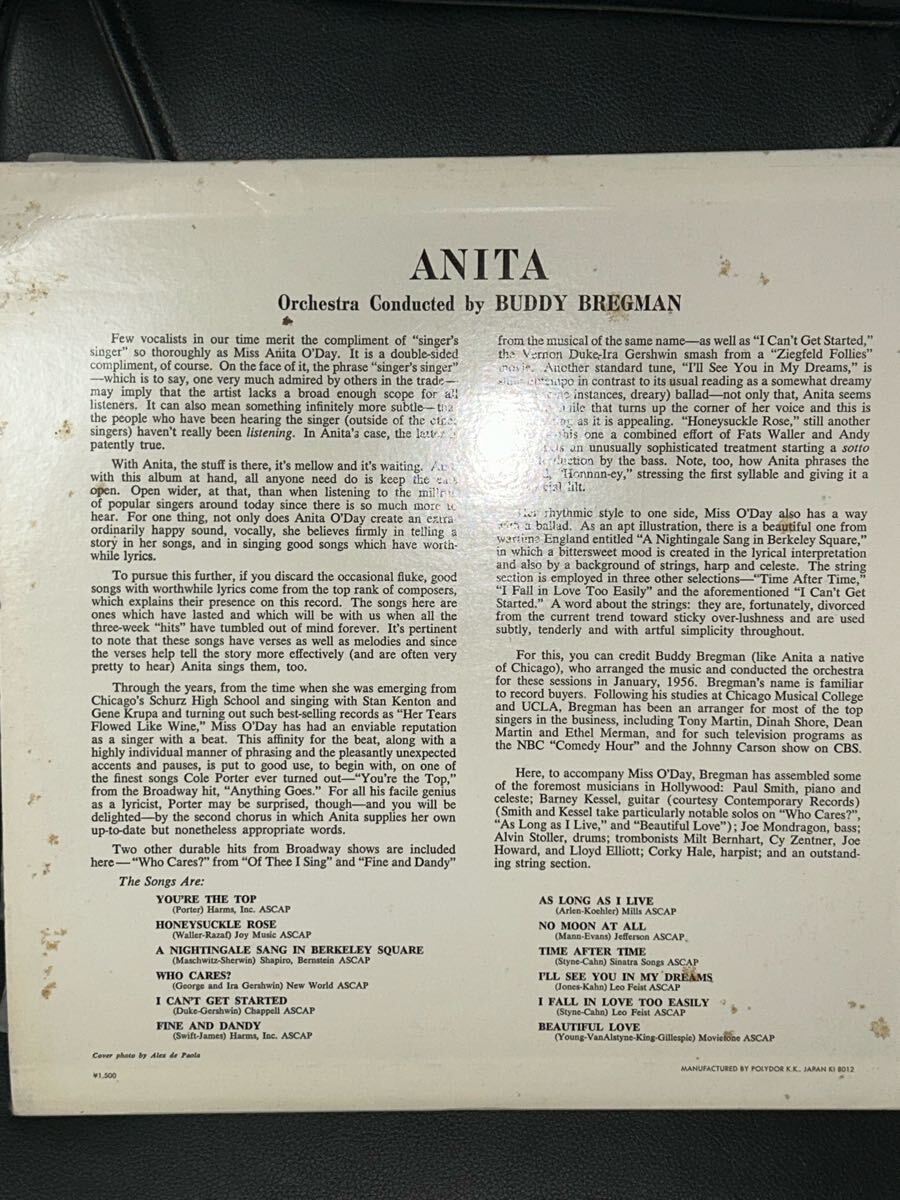 ANITA
Orchestra Conducted by BUDDY BREGMAN
Few vocalists in our time merit the compliment of “singer’s
singer” so thoroughly as Miss Anita O’Day. It is a double-sided
compliment, of course. On the face of it, the phrase “singer’s singer”
—which is to say, one very much admired by others in the trade—
may imply that the artist lacks a broad enough scope for all
listeners. It can also mean something infinitely more subtle—that
the people who have been hearing the singer (outside of the other
singers) haven’t really been listening. In Anita’s case, the latter is
patently true.
With Anita, the stuff is there, it’s mellow and it’s waiting. And
with this album at hand, all anyone need do is keep the ears
open. Open wider, at that, than when listening to the
of popular singers around today since there is so much more to
hear. For one thing, not only does Anita O’Day create an extra
ordinarily happy sound, vocally, she believes firmly in telling a
story in her songs, and in singing good songs which have worth-
while lyrics.
To pursue this further, if you discard the occasional fluke, good
songs with worthwhile lyrics come from the top rank of composers,
which explains their presence on this record. The songs here are
ones which have lasted and which will be with us when all the
three-week “hits” have tumbled out of mind forever. It’s pertinent
to note that these songs have verses as well as melodies and since
the verses help tell the story more effectively (and are often very
pretty to hear) Anita sings them, too.
Through the years, from the time when she was emerging from
Chicago’s Schurz High School and singing with Stan Kenton and
Gene Krupa and turning out such best-selling records as “Her Tears
Flowed Like Wine,” Miss O’Day has had an enviable reputation
as a singer with a beat. This affinity for the beat, along with a
highly individual manner of phrasing and the pleasantly unexpected
accents and pauses, is put to good use, to begin with, on one of
the finest songs Cole Porter ever turned out—“You’re the Top,”
from the Broadway hit, “Anything Goes.” For all his facile genius
as a lyricist, Porter may be surprised, though—and you will be
delighted—by the second chorus in which Anita supplies her own
up-to-date but nonetheless appropriate words.
Two other durable hits from Broadway shows are included
here—“Who Cares?” from “Of Thee I Sing” and “Fine and Dandy”
from the musical of the same name—as well as “I Can’t Get Started,”
the Vernon Duke-Ira Gershwin smash from a “Ziegfeld Follies”
movie. Another standard tune, “I’ll See You in My Dreams,” is
in contrast to its usual reading as a somewhat dreamy
instances, dreary) ballad—not only that, Anita seems
that turns up the corner of her voice and this is
as it is appealing. “Honeysuckle Rose,” still another
this one a combined effort of Fats Waller and Andy
an unusually sophisticated treatment starting a sotto
by the bass. Note, too, how Anita phrases the
“Honnn-ey,” stressing the first syllable and giving it a
lilt.
rhythmic style to one side, Miss O’Day also has a way
with a ballad. As an apt illustration, there is a beautiful one from
wartime England entitled “A Nightingale Sang in Berkeley Square,”
in which a bittersweet mood is created in the lyrical interpretation
and also by a background of strings, harp and celeste. The string
section is employed in three other selections—“Time After Time,”
“I Fall in Love Too Easily” and the aforementioned “I Can’t Get
Started.” A word about the strings: they are, fortunately, divorced
from the current trend toward sticky over-lushness and are used
subtly, tenderly and with artful simplicity throughout.
For this, you can credit Buddy Bregman (like Anita a native
of Chicago), who arranged the music and conducted the orchestra
for these sessions in January, 1956. Bregman’s name is familiar
to record buyers. Following his studies at Chicago Musical College
and UCLA, Bregman has been an arranger for most of the top
singers in the business, including Tony Martin, Dinah Shore, Dean
Martin and Ethel Merman, and for such television programs as
the NBC “Comedy Hour” and the Johnny Carson show on CBS.
Here, to accompany Miss O’Day, Bregman has assembled some
of the foremost musicians in Hollywood: Paul Smith, piano and
celeste; Barney Kessel, guitar (courtesy Contemporary Records)
(Smith and Kessel take particularly notable solos on “Who Cares?”,
“As Long as I Live,” and “Beautiful Love”); Joe Mondragon, bass;
Alvin Stoller, drums; trombonists Milt Bernhart, Cy Zentner, Joe
Howard, and Lloyd Elliott; Corky Hale, harpist; and an outstand-
ing string section.
The Songs Are:
YOU’RE THE TOP
(Porter) Harms, Inc. ASCAP
HONEYSUCKLE ROSE
(Waller-Razaf) Joy Music ASCAP
A NIGHTINGALE SANG IN BERKELEY SQUARE
(Maschwitz-Sherwin) Shapiro, Bernstein ASCAP
WHO CARES?
(George and Ira Gershwin) New World ASCAP
I CAN’T GET STARTED
(Duke-Gershwin) Chappell ASCAP
FINE AND DANDY
(Swift-James) Harms, Inc. ASCAP
AS LONG AS I LIVE
(Arlen-Koehler) Mills ASCAP
NO MOON AT ALL
(Mann-Evans) Jefferson ASCAP
TIME AFTER TIME
(Styne-Cahn) Sinatra Songs ASCAP
I’LL SEE YOU IN MY DREAMS
(Jones-Kahn) Leo Feist ASCAP
I FALL IN LOVE TOO EASILY
(Styne-Cahn) Leo Feist ASCAP
BEAUTIFUL LOVE
(Young-VanAlstyne-King-Gillespie) Movietone ASCAP
Cover photo by Alex de Paola
¥1,500
MANUFACTURED BY POLYDOR K.K., JAPAN KI 8012